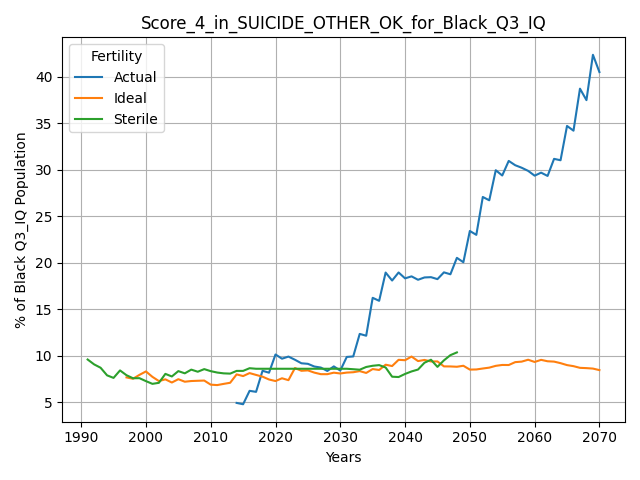 Score_4_in_SUICIDE_OTHER_OK_for_Black_Q3_IQ
Fertility
Actual
Ideal
Sterile
% of Black Q3_IQ Population
40
35
30
25
20
15
10
5
1990 2000 2010 2020 2030 2040 2050 2060 2070
Years